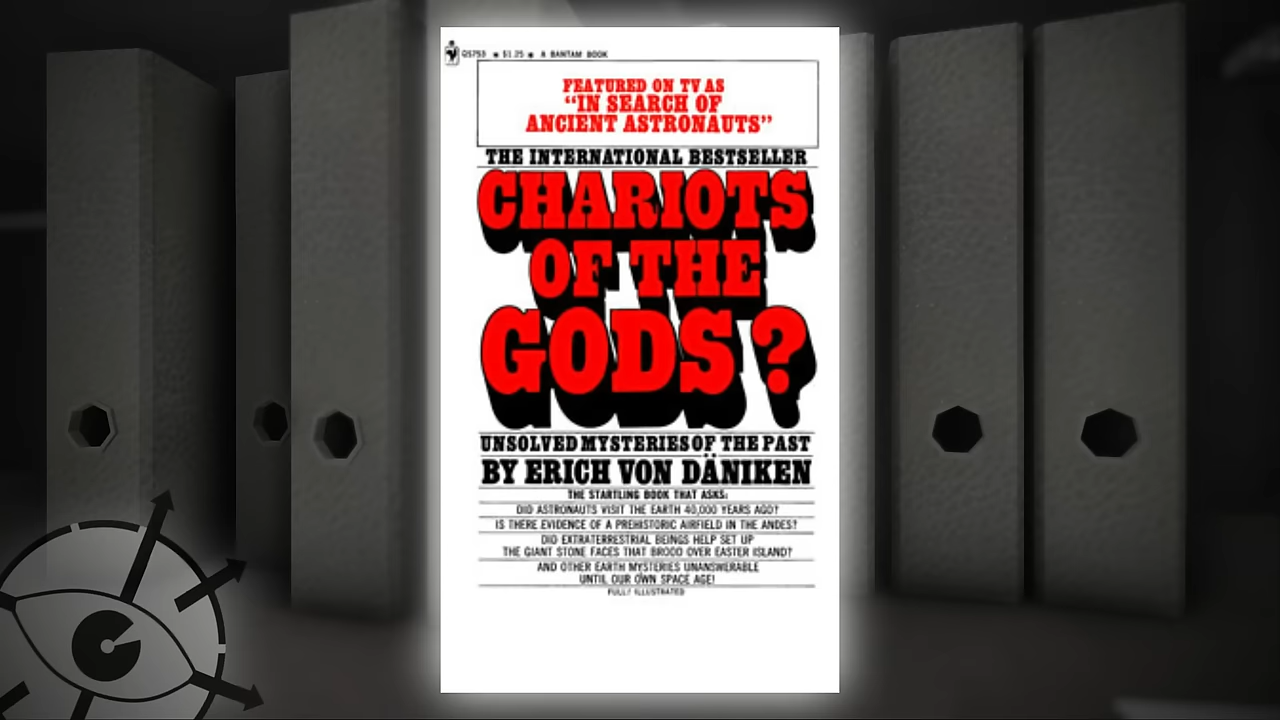 Q5753 ★ $1.25 ★ A BANTAM BOOK
FEATURED ON TV AS
“IN SEARCH OF
ANCIENT ASTRONAUTS”
THE INTERNATIONAL BESTSELLER
CHARIOTS
OF THE
GODS?
UNSOLVED MYSTERIES OF THE PAST
BY ERICH VON DÄNIKEN
THE STARTLING BOOK THAT ASKS:
DID ASTRONAUTS VISIT THE EARTH 40,000 YEARS AGO?
IS THERE EVIDENCE OF A PREHISTORIC AIRFIELD IN THE ANDES?
DID EXTRATERRESTRIAL BEINGS HELP SET UP
THE GIANT STONE FACES THAT BROOD OVER EASTER ISLAND?
AND OTHER EARTH MYSTERIES UNANSWERABLE
UNTIL OUR OWN SPACE AGE!
FULLY ILLUSTRATED